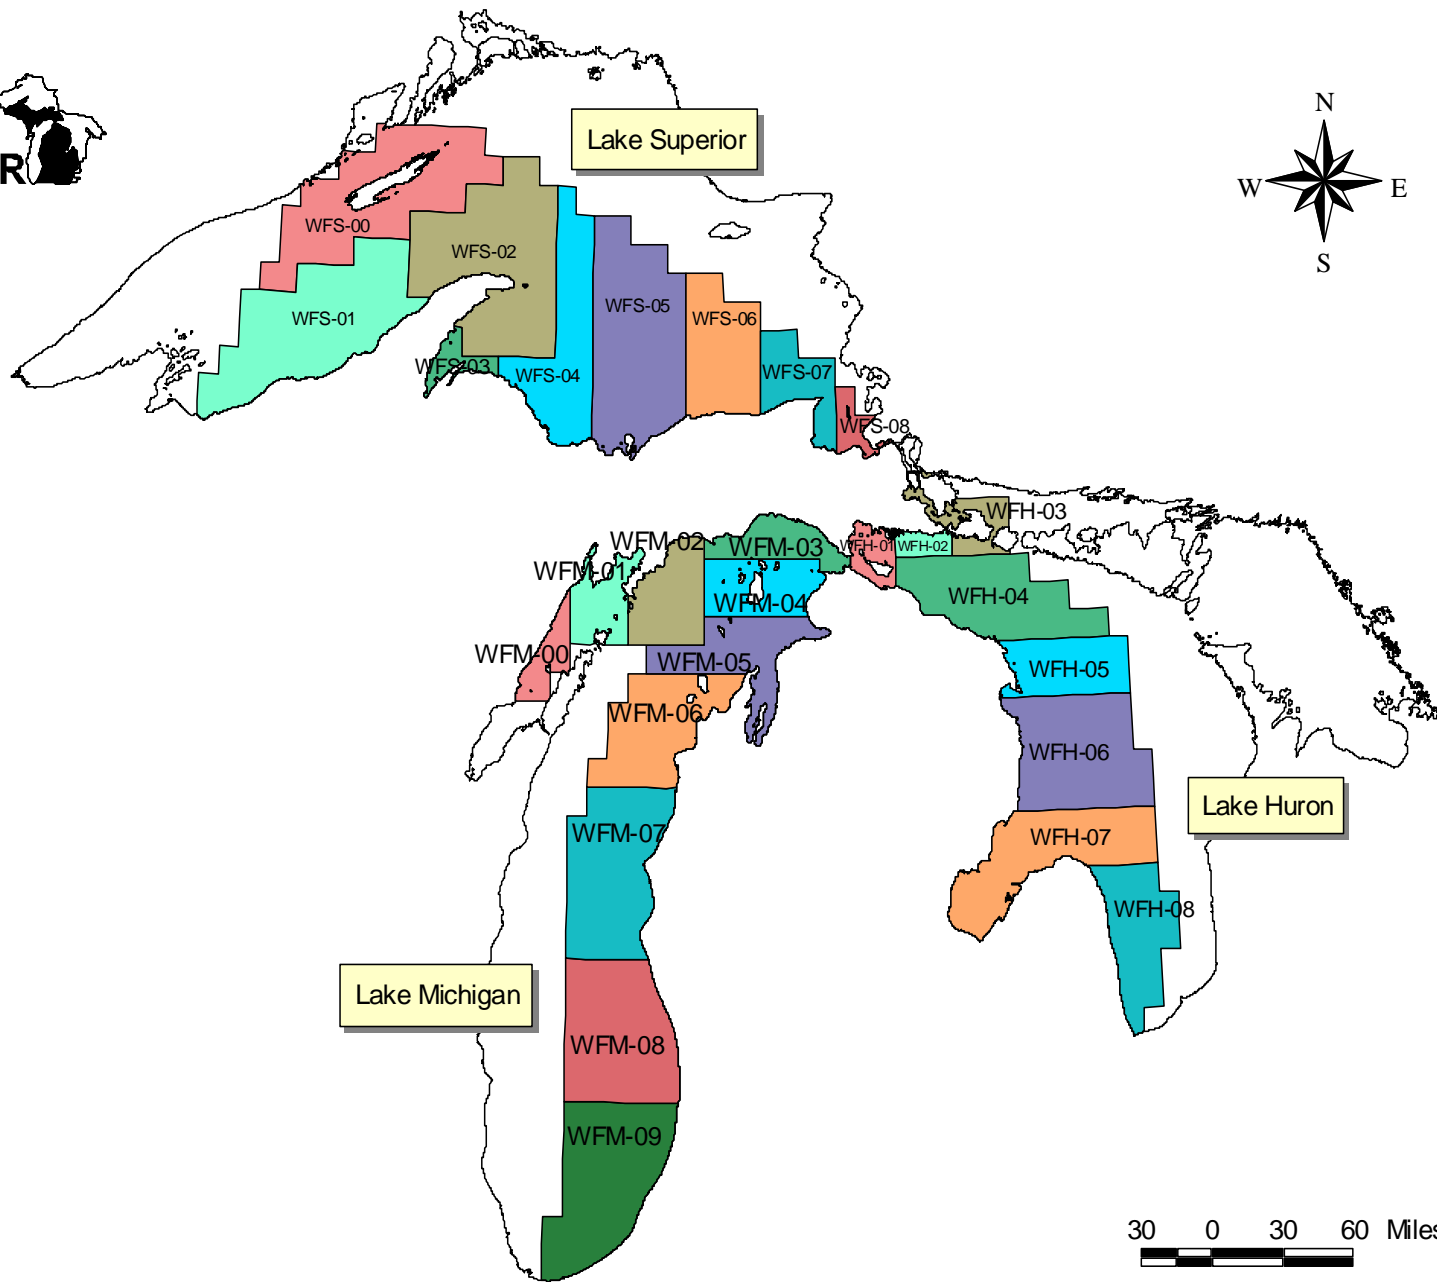 N
Lake Superior
R
W
E
WFS-00
WFS-02
S
WFS-05
WFS-01
WFS-06
WFS-03
WFS-04
WFS-07
WFS-08
WFH-03
WFM-02
WFM-03
WFH-01
WFH-02
WFM-01
WFH-04
WFM-04
WFM-00
WFM-05
WFH-05
WFM-06
WFH-06
Lake Huron
WFM-07
WFH-07
WFH-08
Lake Michigan
WFM-08
WFM-09
30 0 30 60 Miles